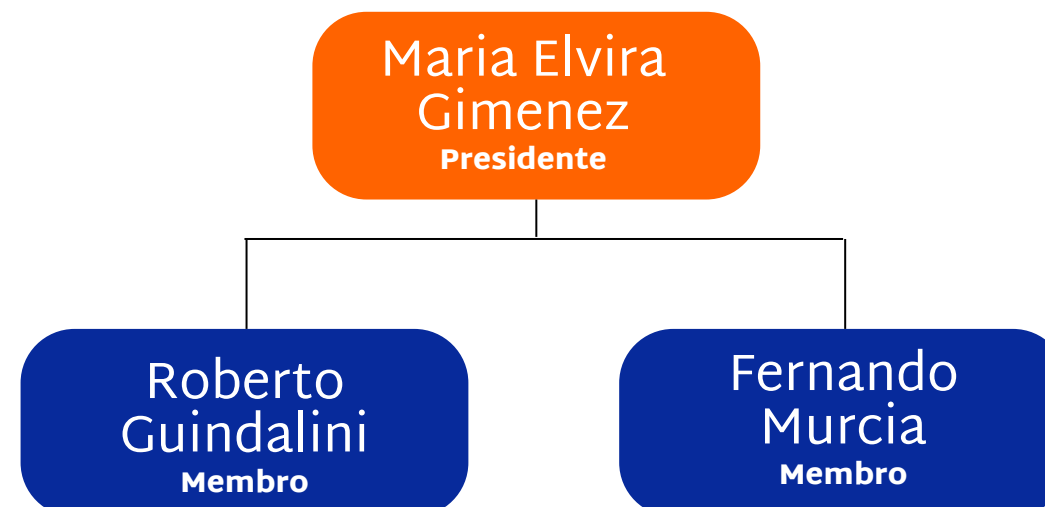 Maria Elvira
Gimenez
Presidente
Roberto
Guindalini
Membro
Fernando
Murcia
Membro